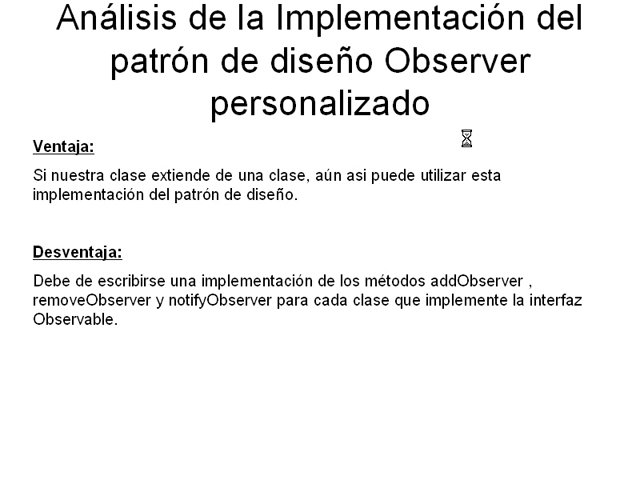 Análisis de la Implementación del
patrón de diseño Observer
personalizado
Ventaja:
Si nuestra clase extiende de una clase, aún asi puede utilizar esta
implementación del patrón de diseño.
Desventaja:
Debe de escribirse una implementación de los métodos addObserver ,
removeObserver y notifyObserver para cada clase que implemente la interfaz
Observable.